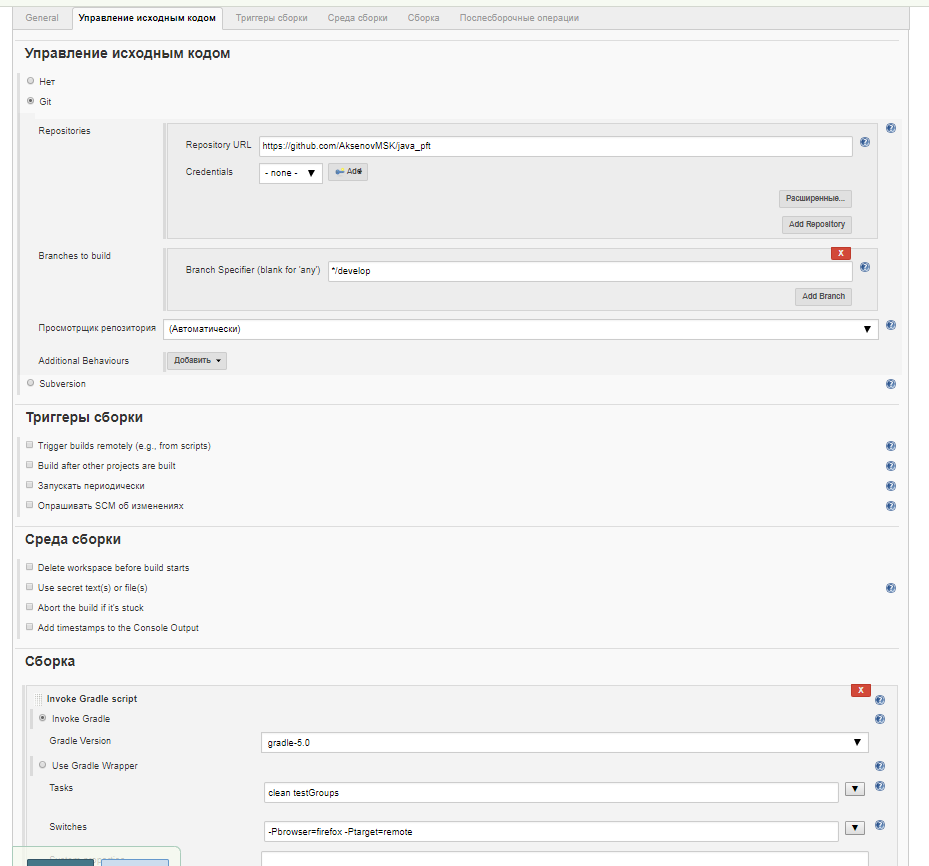 General Управление исходным кодом Триггеры сборки Среда сборки Сборка Послесборочные операции
Управление исходным кодом
Нет
Git
Repositories
Repository URL https://github.com/AksenovMSK/java_pft
Credentials - none - Add
Расширенные...
Add Repository
Branches to build X
Branch Specifier (blank for 'any') */develop
Add Branch
Просмотрщик репозитория (Автоматически)
Additional Behaviours Добавить
Subversion
Триггеры сборки
Trigger builds remotely (e.g., from scripts)
Build after other projects are built
Запускать периодически
Опрашивать SCM об изменениях
Среда сборки
Delete workspace before build starts
Use secret text(s) or file(s)
Abort the build if it's stuck
Add timestamps to the Console Output
Сборка
X
Invoke Gradle script
Invoke Gradle
Gradle Version gradle-5.0
Use Gradle Wrapper
Tasks clean testGroups
Switches -Pbrowser=firefox -Ptarget=remote